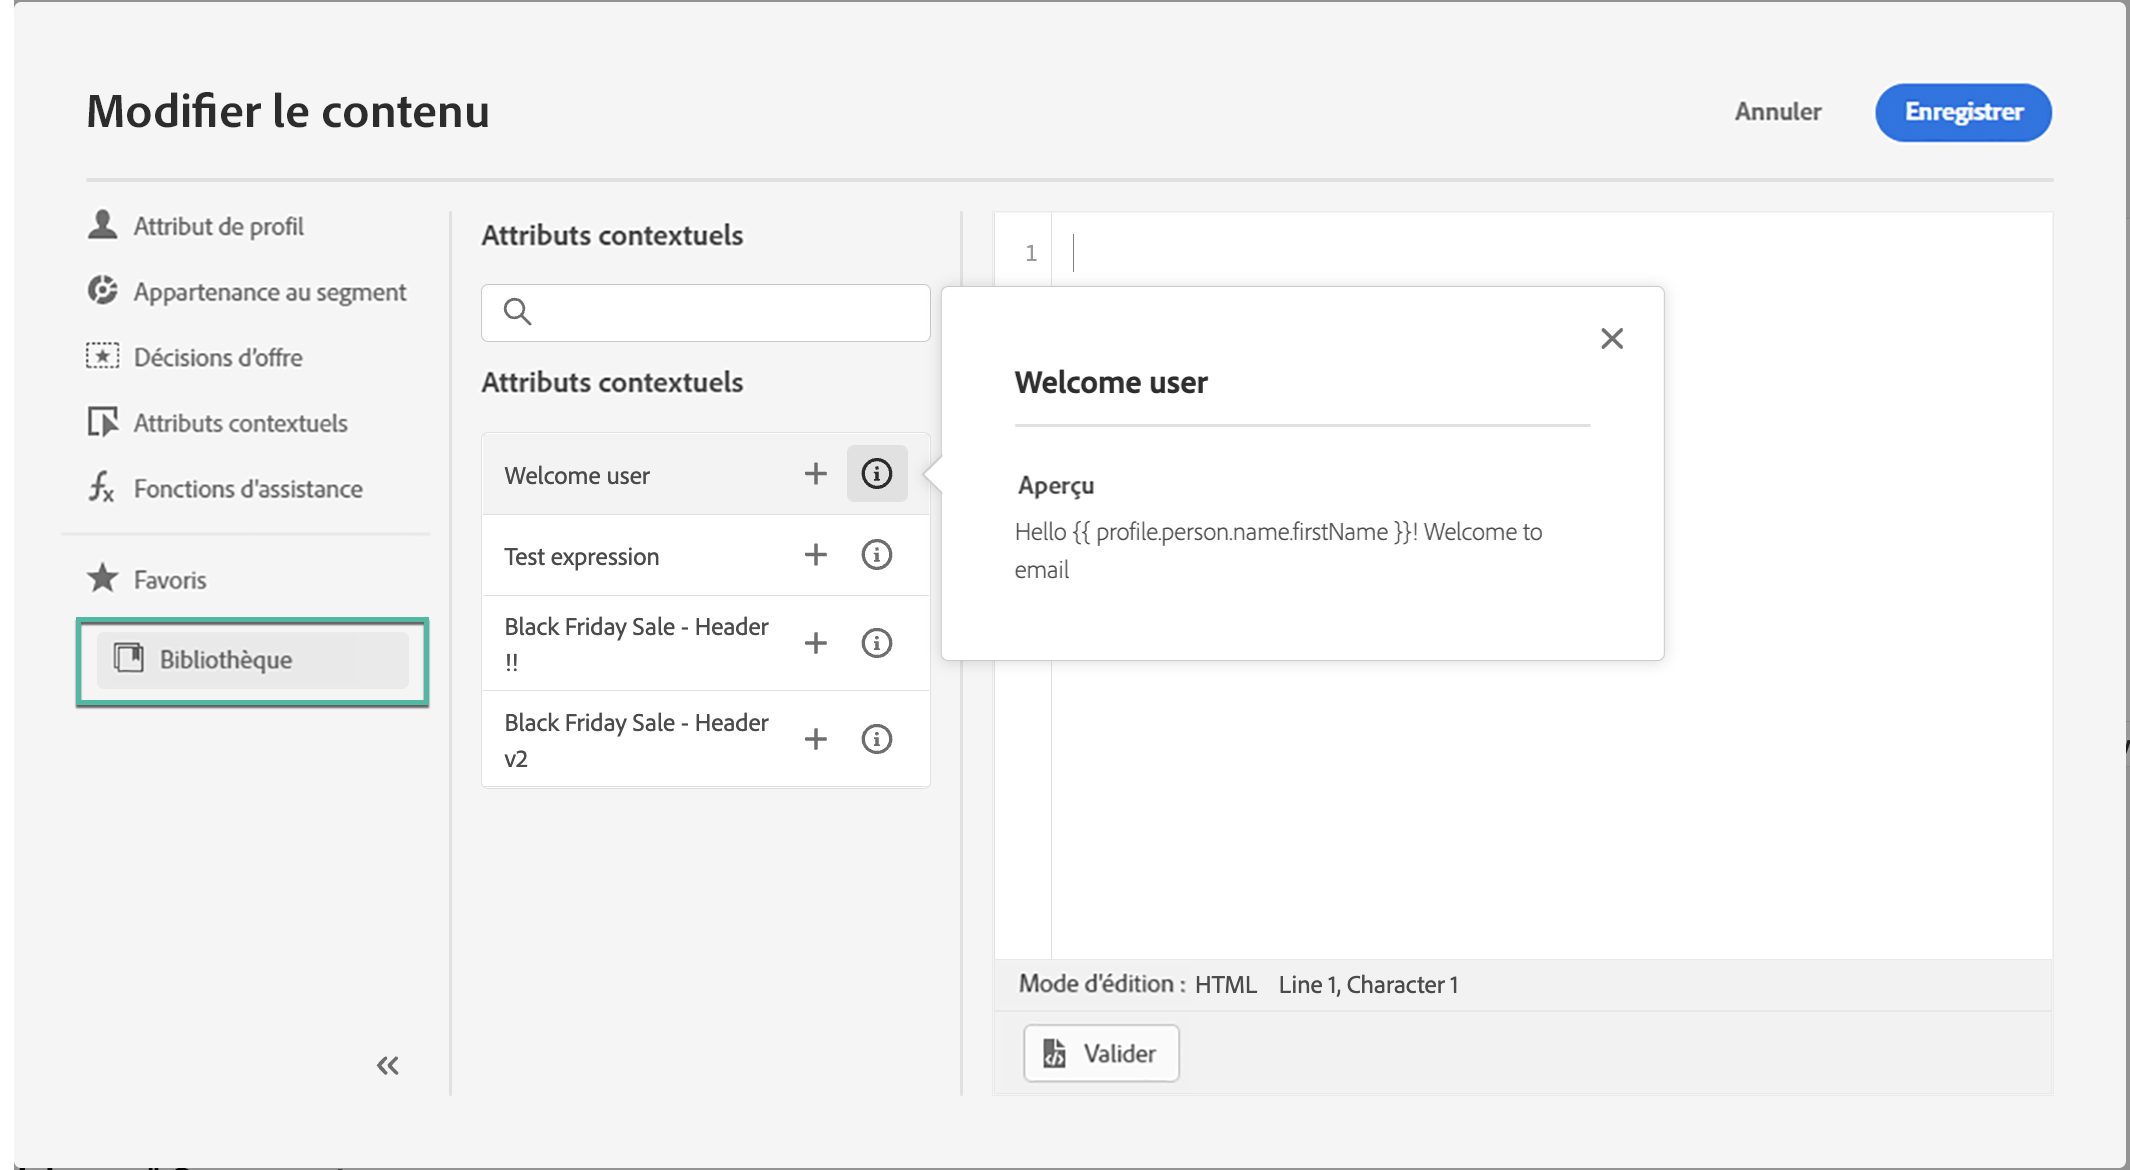 Modifier le contenu
Annuler
Enregistrer
Attribut de profil
Appartenance au segment
Décisions d'offre
Attributs contextuels
Fonctions d'assistance
Favoris
Bibliothèque
Attributs contextuels
Attributs contextuels
Welcome user
Test expression
Black Friday Sale - Header
!!
Black Friday Sale - Header
v2
1
Welcome user
Aperçu
Hello {{ profile.person.name.firstName }}! Welcome to
email
Mode d'édition : HTML Line 1, Character 1
Valider